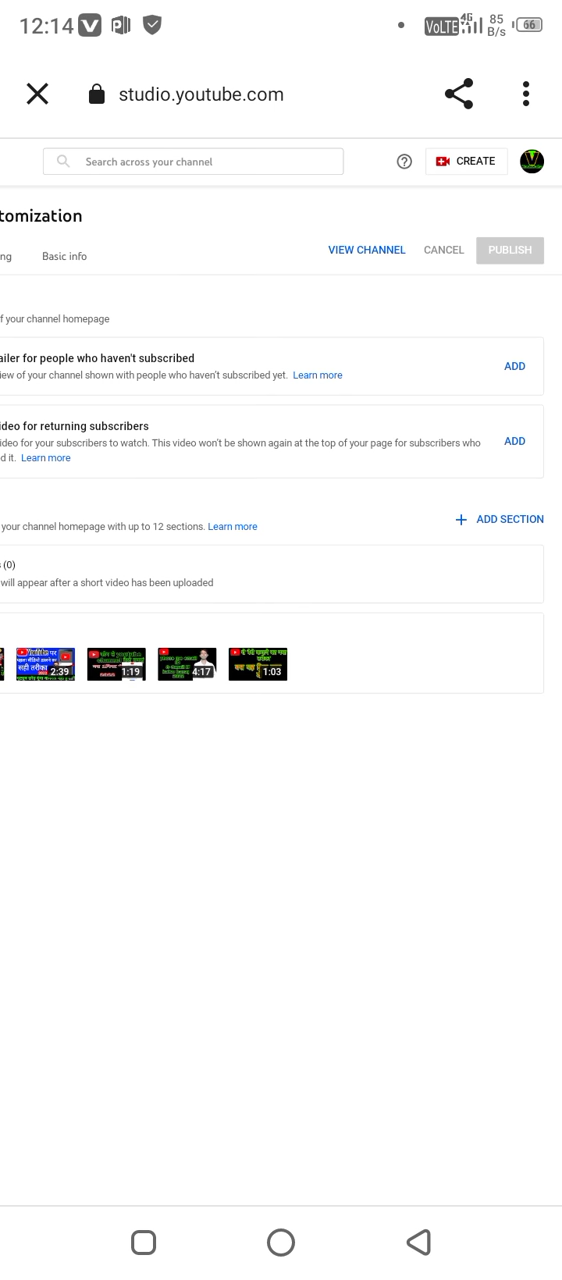 12:14
VoLTE 4G 85 B/s 66
studio.youtube.com
Search across your channel
CREATE
tomization
ng Basic info
VIEW CHANNEL CANCEL PUBLISH
f your channel homepage
ailer for people who haven't subscribed
iew of your channel shown with people who haven't subscribed yet. Learn more
ADD
ideo for returning subscribers
ideo for your subscribers to watch. This video won't be shown again at the top of your page for subscribers who
d it. Learn more
ADD
ADD SECTION
your channel homepage with up to 12 sections. Learn more
s (0)
will appear after a short video has been uploaded
सही तरीका
2:39 1:19 4:17 1:03